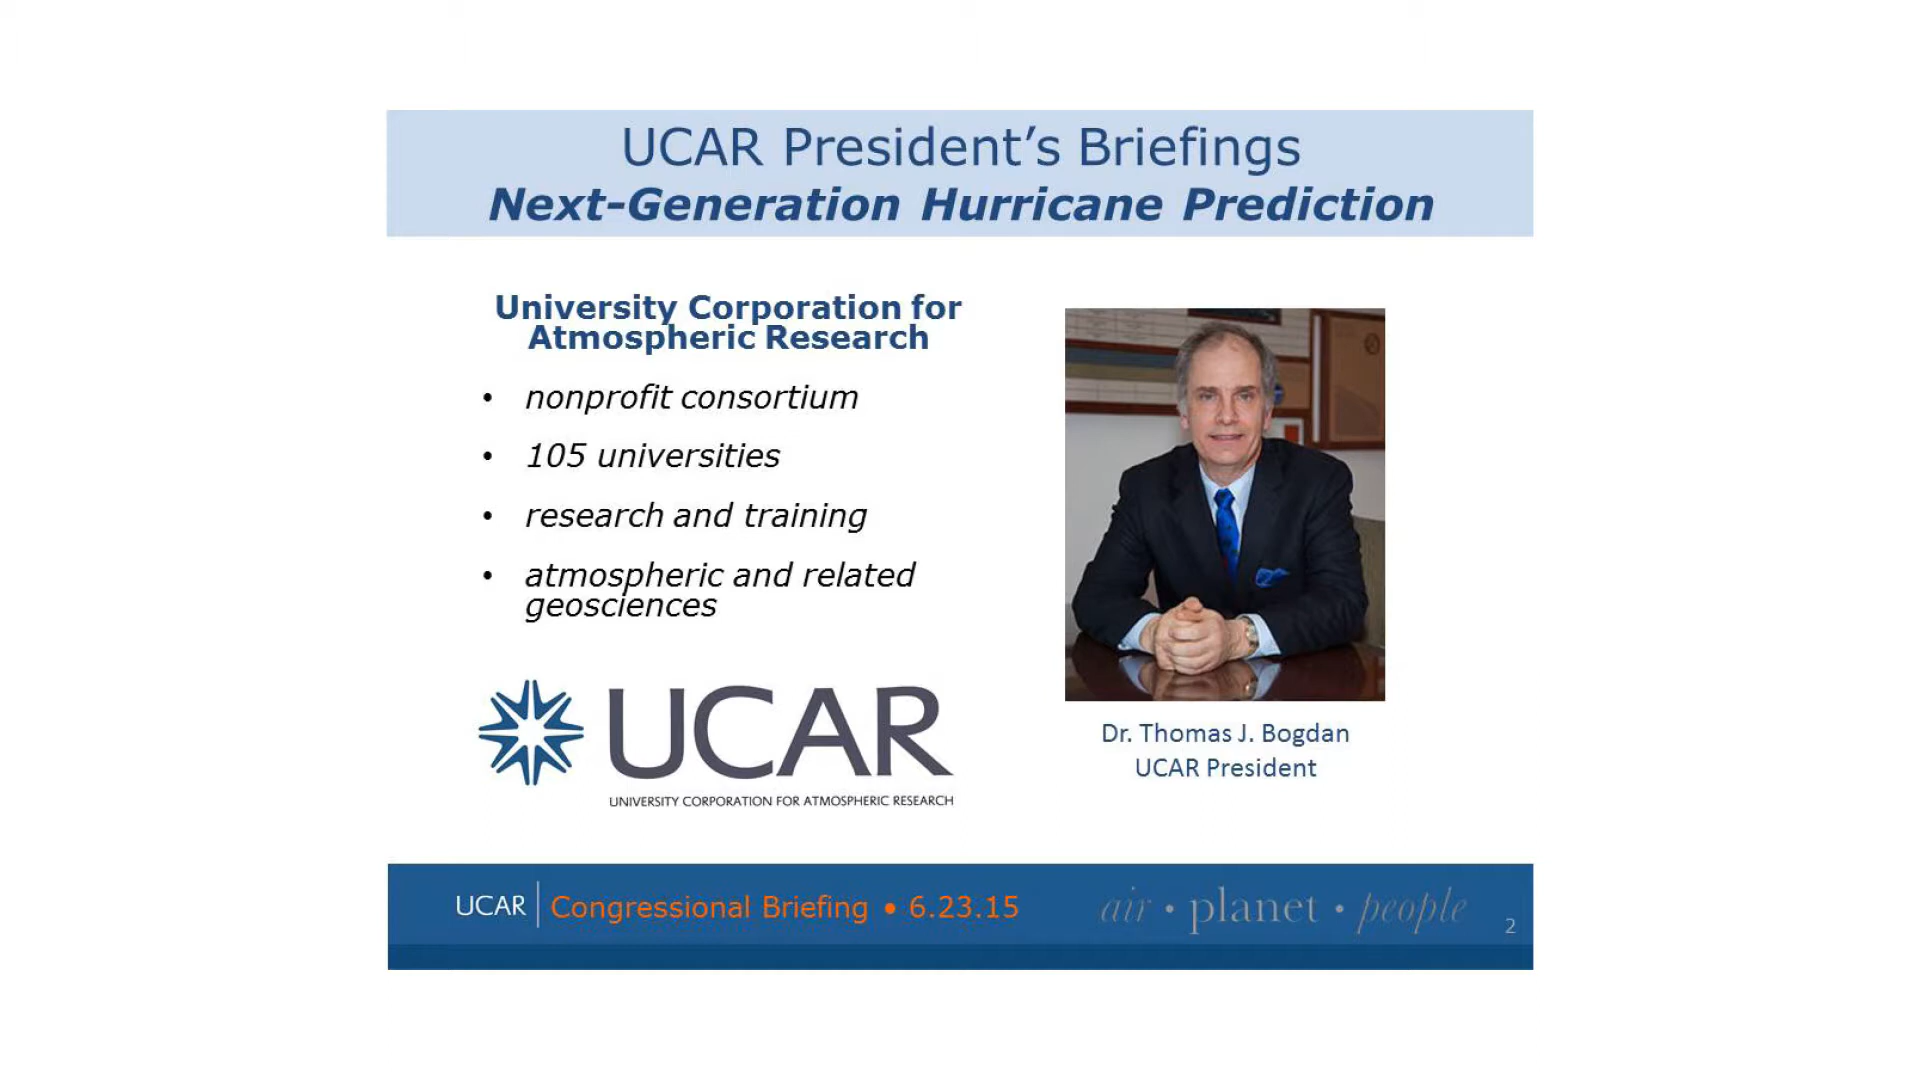 UCAR President’s Briefings
Next-Generation Hurricane Prediction
University Corporation for
Atmospheric Research
• nonprofit consortium
• 105 universities
• research and training
• atmospheric and related
geosciences
UCAR
UNIVERSITY CORPORATION FOR ATMOSPHERIC RESEARCH
Dr. Thomas J. Bogdan
UCAR President
UCAR | Congressional Briefing • 6.23.15
air • planet • people
2